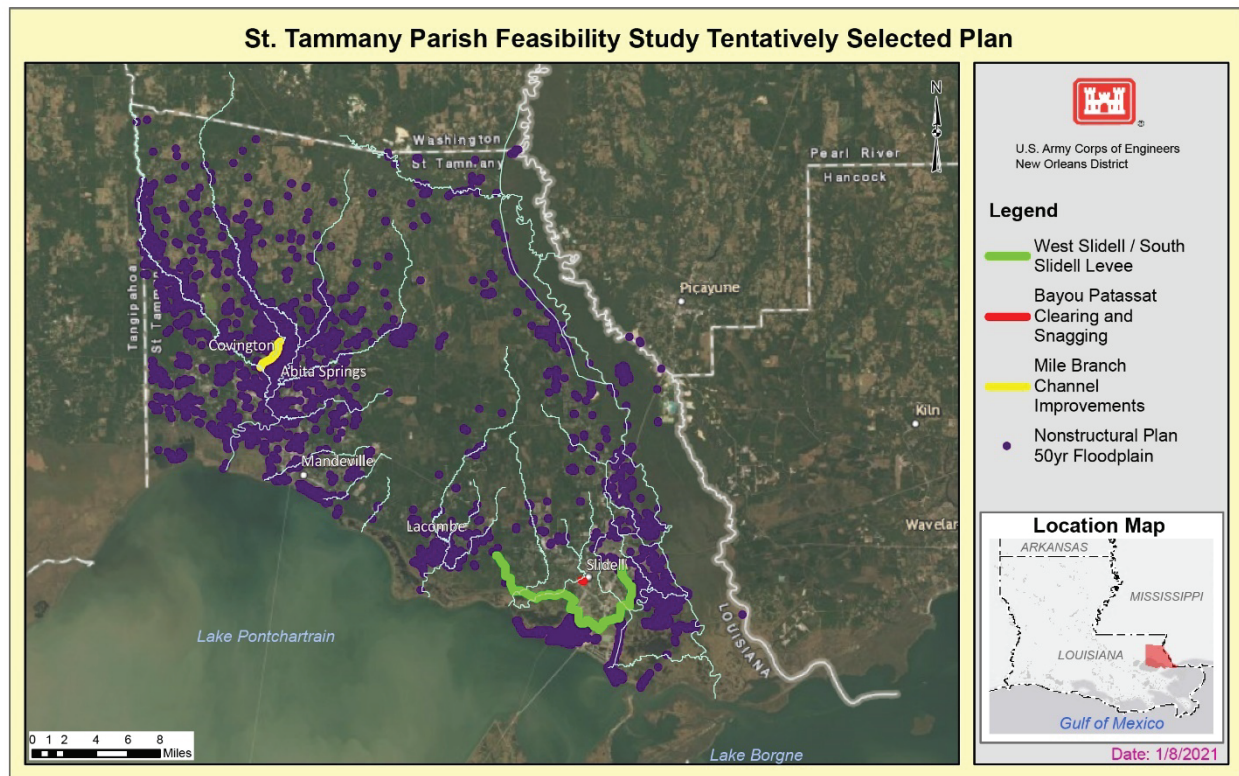 St. Tammany Parish Feasibility Study Tentatively Selected Plan
N
Washington
St Tammany
Pearl River
Hancock
Tangipahoa
St Tamman
Picayune
Covington
Abita Springs
Kiln
Mandeville
Lacombe
Wavelan
Slidell
LOUISIANA
Lake Pontchartrain
Lake Borgne
0 1 2 4 6 8
Miles
®
U.S. Army Corps of Engineers
New Orleans District
Legend
West Slidell / South
Slidell Levee
Bayou Patassat
Clearing and
Snagging
Mile Branch
Channel
Improvements
Nonstructural Plan
50yr Floodplain
Location Map
ARKANSAS
MISSISSIPPI
LOUISIANA
Gulf of Mexico
Date: 1/8/2021